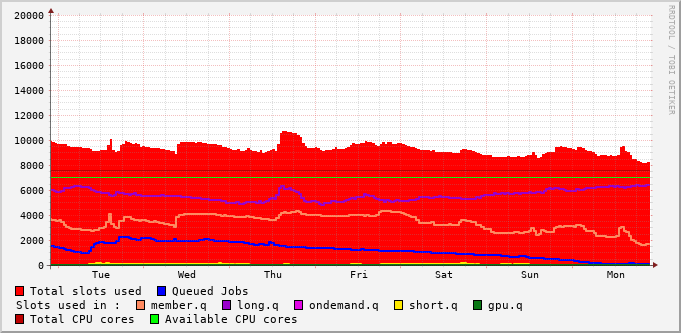 RRDTOOL / TOBI OETIKER
20000
18000
16000
14000
12000
10000
8000
6000
4000
2000
0
Tue Wed Thu Fri Sat Sun Mon
Total slots used Queued Jobs
Slots used in : member.q long.q ondemand.q short.q gpu.q
Total CPU cores Available CPU cores